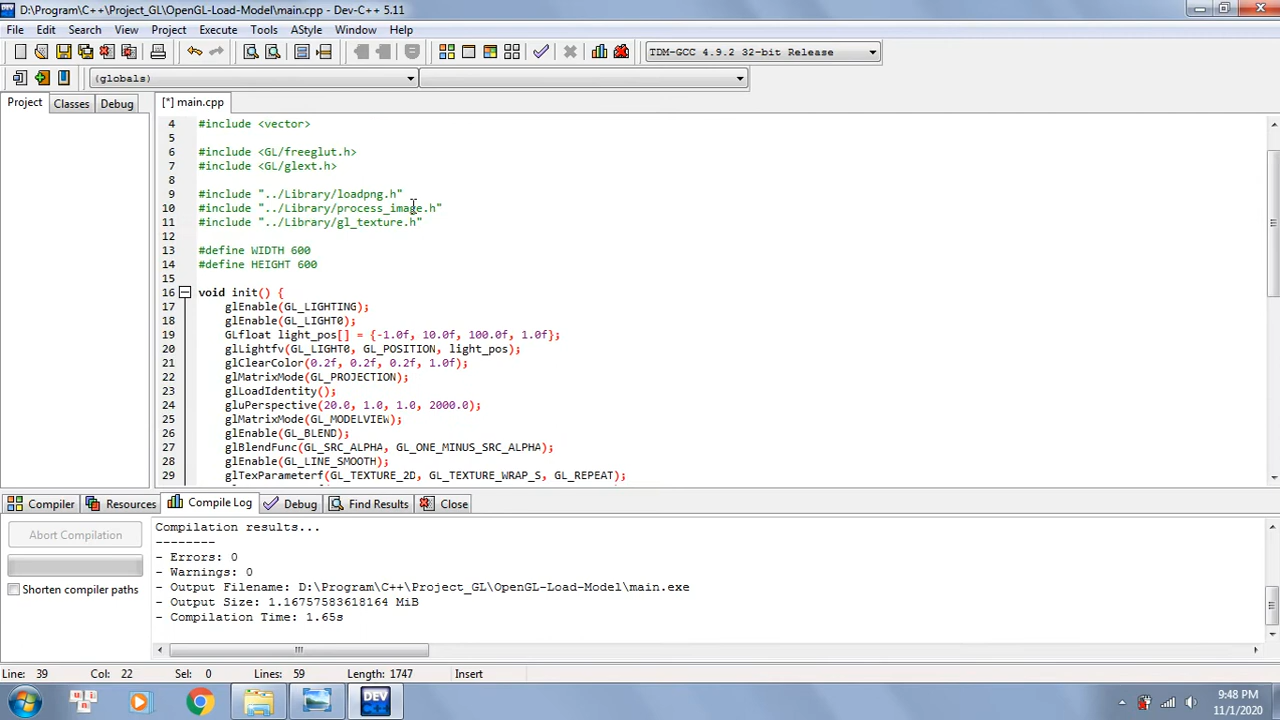 D:\Program\C++\Project_GL\OpenGL-Load-Model\main.cpp - Dev-C++ 5.11
File Edit Search View Project Execute Tools AStyle Window Help
TDM-GCC 4.9.2 32-bit Release
(globals)
Project Classes Debug
[*] main.cpp
4 #include <vector>
5
6 #include <GL/freeglut.h>
7 #include <GL/glext.h>
8
9 #include "../Library/loadpng.h"
10 #include "../Library/process_image.h"
11 #include "../Library/gl_texture.h"
12
13 #define WIDTH 600
14 #define HEIGHT 600
15
16 void init() {
17 glEnable(GL_LIGHTING);
18 glEnable(GL_LIGHT0);
19 GLfloat light_pos[] = {-1.0f, 10.0f, 100.0f, 1.0f};
20 glLightfv(GL_LIGHT0, GL_POSITION, light_pos);
21 glClearColor(0.2f, 0.2f, 0.2f, 1.0f);
22 glMatrixMode(GL_PROJECTION);
23 glLoadIdentity();
24 gluPerspective(20.0, 1.0, 1.0, 2000.0);
25 glMatrixMode(GL_MODELVIEW);
26 glEnable(GL_BLEND);
27 glBlendFunc(GL_SRC_ALPHA, GL_ONE_MINUS_SRC_ALPHA);
28 glEnable(GL_LINE_SMOOTH);
29 glTexParameterf(GL_TEXTURE_2D, GL_TEXTURE_WRAP_S, GL_REPEAT);
Compiler Resources Compile Log Debug Find Results Close
Abort Compilation
Shorten compiler paths
Compilation results...
--------
- Errors: 0
- Warnings: 0
- Output Filename: D:\Program\C++\Project_GL\OpenGL-Load-Model\main.exe
- Output Size: 1.16757583618164 MiB
- Compilation Time: 1.65s
Line: 39 Col: 22 Sel: 0 Lines: 59 Length: 1747 Insert
DEV
9:48 PM
11/1/2020